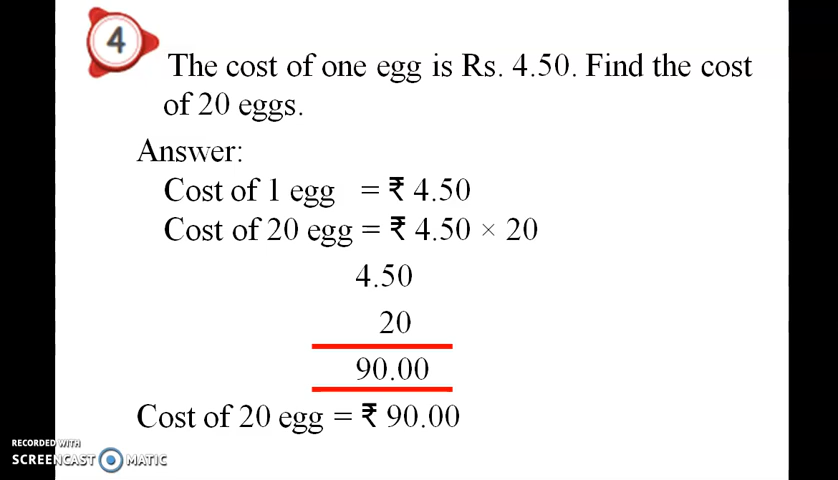 4
The cost of one egg is Rs. 4.50. Find the cost
of 20 eggs.
Answer:
Cost of 1 egg = ₹ 4.50
Cost of 20 egg = ₹ 4.50 × 20
4.50
20
90.00
Cost of 20 egg = ₹ 90.00
RECORDED WITH
SCREENCAST MATIC